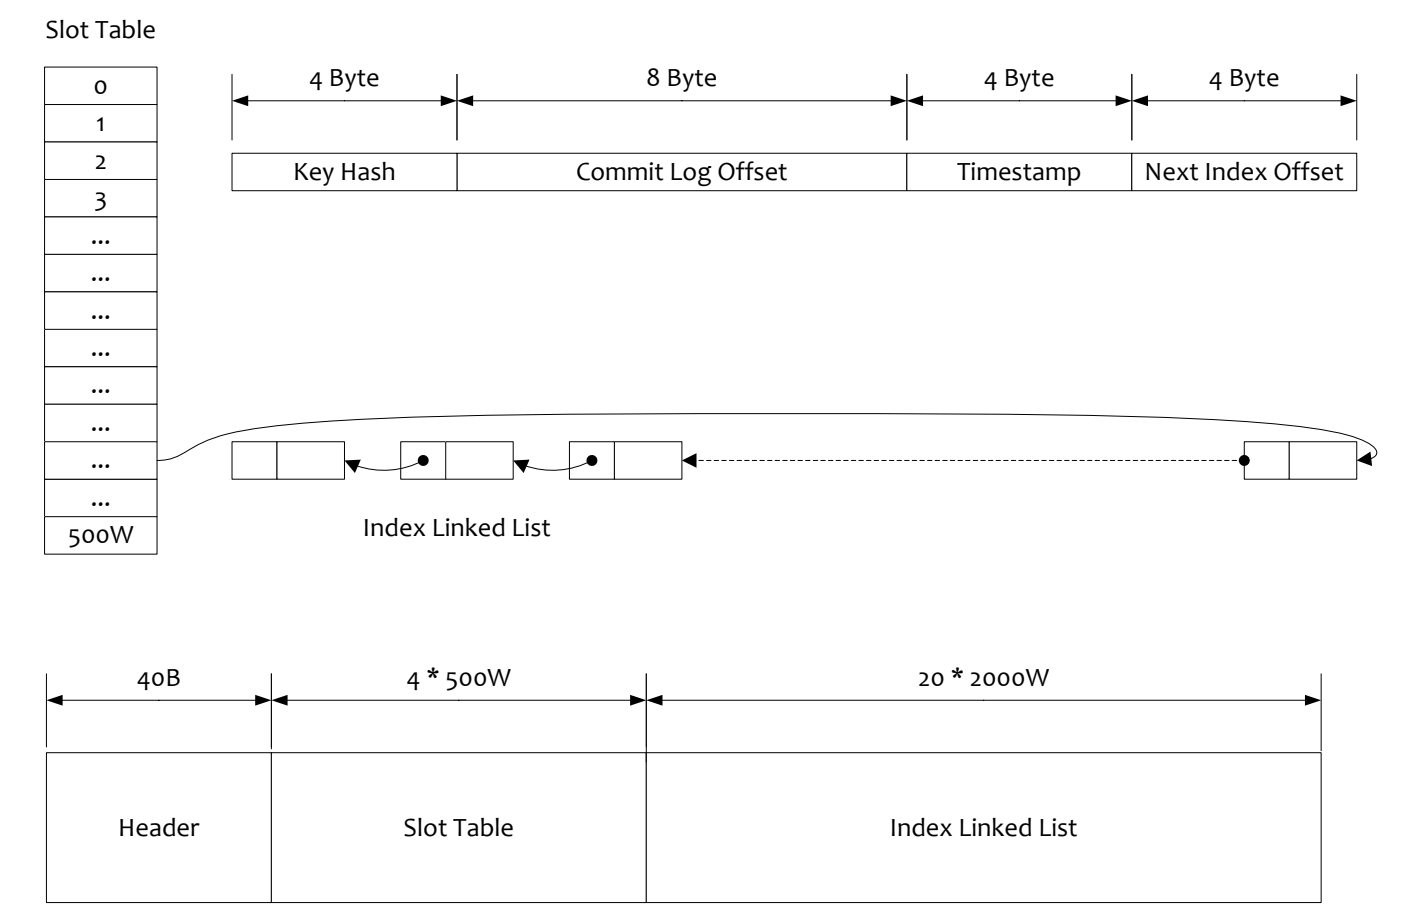 Slot Table
0
1
2
3
...
...
...
...
...
...
...
...
500W
4 Byte
8 Byte
4 Byte
4 Byte
Key Hash
Commit Log Offset
Timestamp
Next Index Offset
Index Linked List
40B
4 * 500W
20 * 2000W
Header
Slot Table
Index Linked List